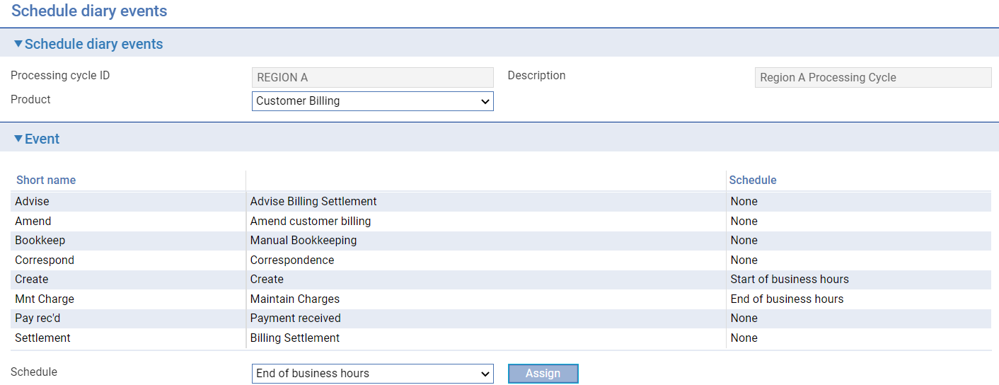 Schedule diary events
Schedule diary events
Processing cycle ID REGION A Description Region A Processing Cycle
Product Customer Billing
Event
Short name Schedule
Advise Advise Billing Settlement None
Amend Amend customer billing None
Bookkeep Manual Bookkeeping None
Correspond Correspondence None
Create Create Start of business hours
Mnt Charge Maintain Charges End of business hours
Pay rec'd Payment received None
Settlement Billing Settlement None
Schedule End of business hours Assign